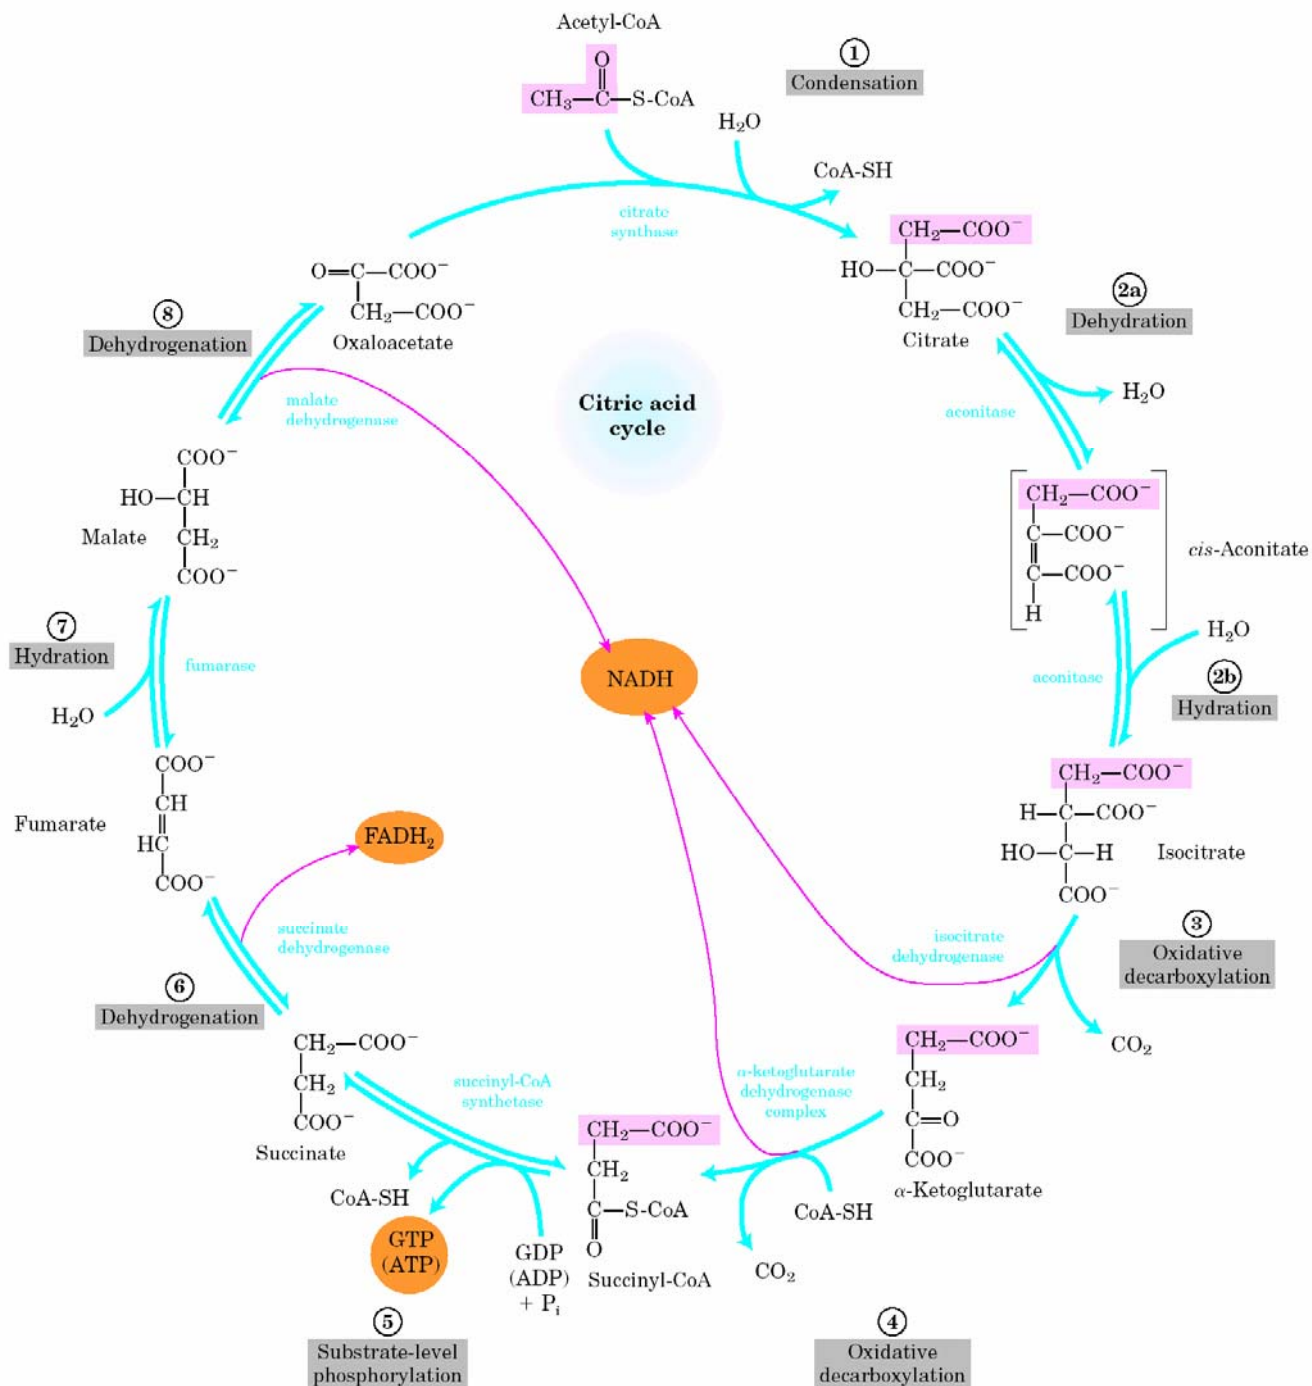 Acetyl-CoA
O
CH₃—C—S-CoA
①
Condensation
H₂O
CoA-SH
citrate
synthase
CH₂—COO⁻
HO—C—COO⁻
CH₂—COO⁻
Citrate
O=C—COO⁻
CH₂—COO⁻
Oxaloacetate
2a
Dehydration
H₂O
aconitase
⑧
Dehydrogenation
malate
dehydrogenase
Citric acid
cycle
CH₂—COO⁻
C—COO⁻
C—COO⁻
H
cis-Aconitate
COO⁻
HO—CH
CH₂
COO⁻
Malate
H₂O
aconitase
2b
Hydration
⑦
Hydration
fumarase
H₂O
NADH
CH₂—COO⁻
H—C—COO⁻
HO—C—H
COO⁻
Isocitrate
COO⁻
CH
HC
COO⁻
Fumarate
FADH₂
succinate
dehydrogenase
isocitrate
dehydrogenase
③
Oxidative
decarboxylation
CO₂
⑥
Dehydrogenation
CH₂—COO⁻
CH₂
COO⁻
Succinate
succinyl-CoA
synthetase
α-ketoglutarate
dehydrogenase
complex
CH₂—COO⁻
CH₂
C=O
COO⁻
α-Ketoglutarate
CH₂—COO⁻
CH₂
C—S-CoA
O
Succinyl-CoA
CoA-SH
CO₂
CoA-SH
GTP
(ATP)
GDP
(ADP)
+ Pᵢ
⑤
Substrate-level
phosphorylation
④
Oxidative
decarboxylation